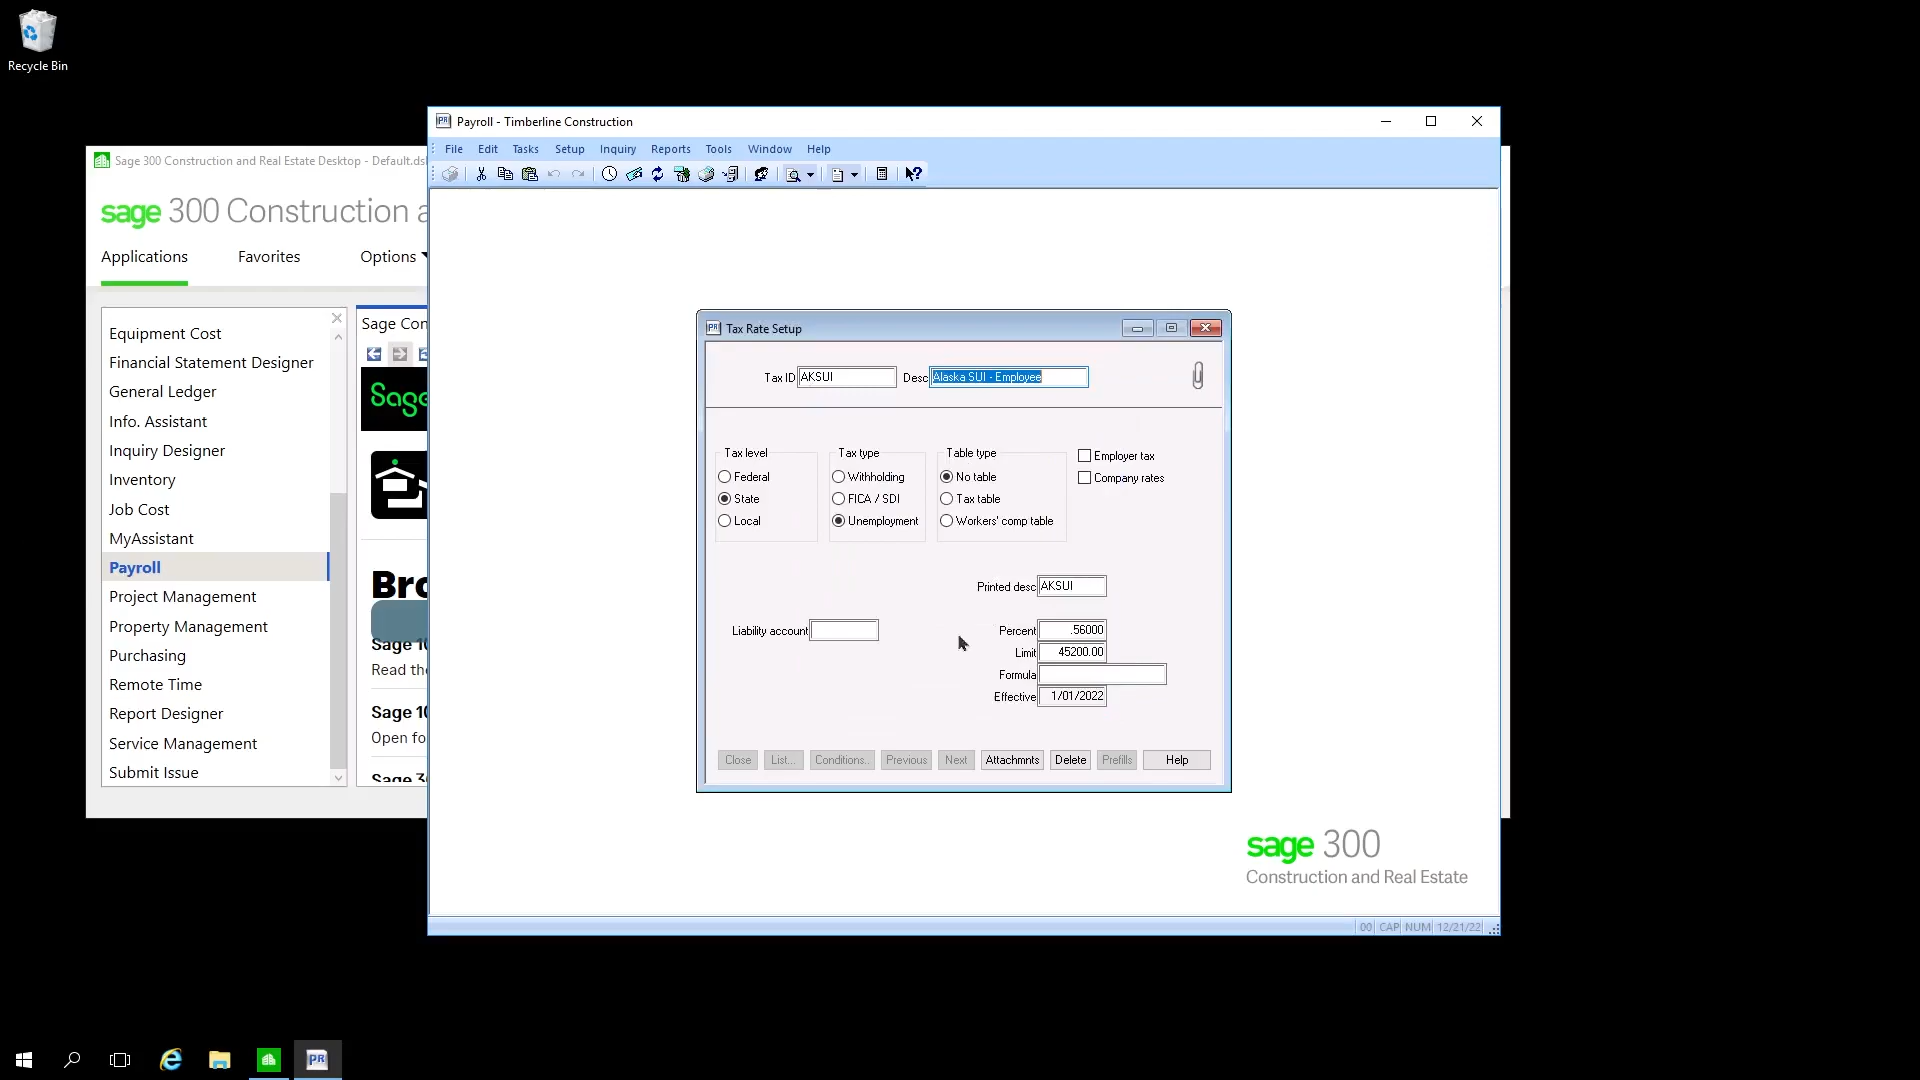 Recycle Bin
Payroll - Timberline Construction
File Edit Tasks Setup Inquiry Reports Tools Window Help
Sage 300 Construction and Real Estate Desktop - Default.ds
sage 300 Construction a
Applications Favorites Options
Equipment Cost
Financial Statement Designer
General Ledger
Info. Assistant
Inquiry Designer
Inventory
Job Cost
MyAssistant
Payroll
Project Management
Property Management
Purchasing
Remote Time
Report Designer
Service Management
Submit Issue
Sage Con
Sage
Bro
Sage 10
Read the
Sage 10
Open fo
Sage 3
PR Tax Rate Setup
Tax ID AKSUI Desc Alaska SUI - Employee
Tax level Tax type Table type Employer tax
Federal Withholding No table Company rates
State FICA / SDI Tax table
Local Unemployment Workers' comp table
Printed desc AKSUI
Liability account Percent .56000
Limit 45200.00
Formula
Effective 1/01/2022
Close List... Conditions.. Previous Next Attachmnts Delete Prefills Help
sage 300
Construction and Real Estate
00 CAP NUM 12/21/22
PR